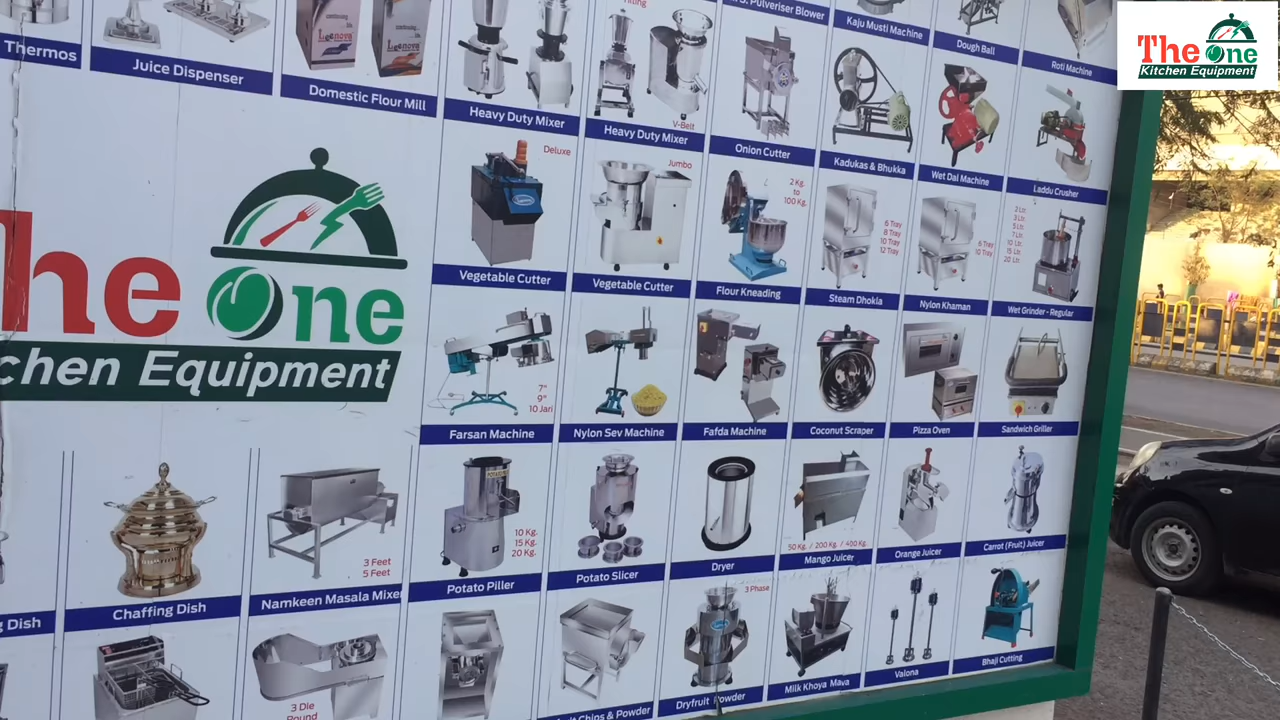 The One
Kitchen Equipment
Thermos
Juice Dispenser
Ligenova
Ligenova
Domestic Flour Mill
Heavy Duty Mixer
Tilting
V-Belt
Heavy Duty Mixer
Pulveriser Blower
Kaju Musti Machine
Dough Ball
Roti Machine
Onion Cutter
Kadukas & Bhukka
Wet Dal Machine
Laddu Crusher
he One
chen Equipment
Deluxe
Vegetable Cutter
Jumbo
Vegetable Cutter
2 Kg.
to
100 Kg.
Flour Kneading
6 Tray
8 Tray
10 Tray
12 Tray
Steam Dhokla
6 Tray
10 Tray
Nylon Khaman
2 Ltr.
3 Ltr.
5 Ltr.
7 Ltr.
10 Ltr.
15 Ltr.
20 Ltr.
Wet Grinder - Regular
7"
9"
10 Jari
Farsan Machine
Nylon Sev Machine
Fafda Machine
Coconut Scraper
Pizza Oven
Sandwich Griller
g Dish
Chaffing Dish
3 Feet
5 Feet
Namkeen Masala Mixer
10 Kg.
15 Kg.
20 Kg.
Potato Piller
Potato Slicer
Dryer
50 Kg. / 200 Kg. / 400 Kg.
Mango Juicer
Orange Juicer
Carrot (Fruit) Juicer
3 Die
Round
Chips & Powder
3 Phase
Dryfruit Powder
Milk Khoya Mava
Valona
Bhaji Cutting